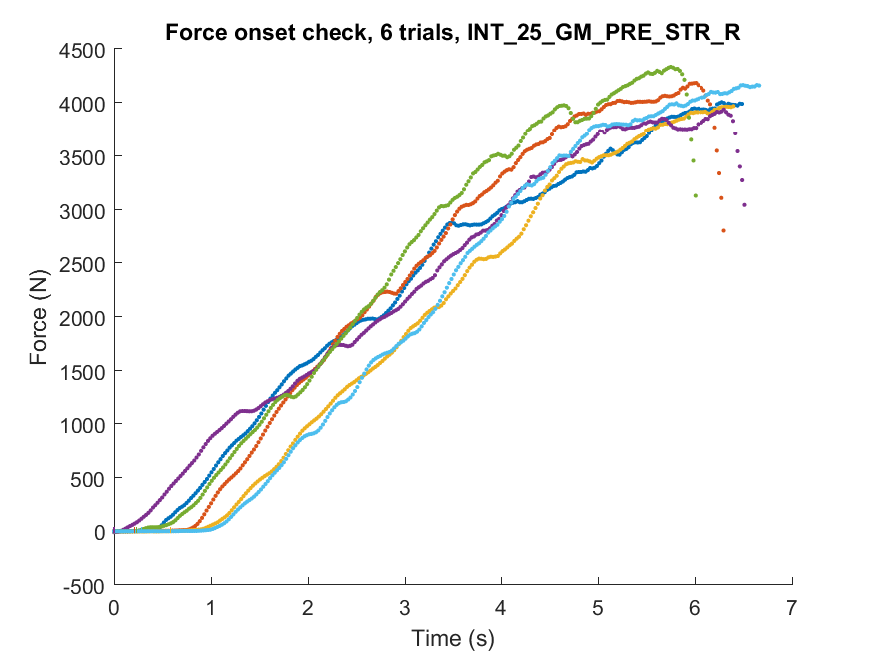 Force onset check, 6 trials, INT_25_GM_PRE_STR_R
4500
4000
3500
3000
2500
2000
1500
1000
500
0
-500
Force (N)
0 1 2 3 4 5 6 7
Time (s)